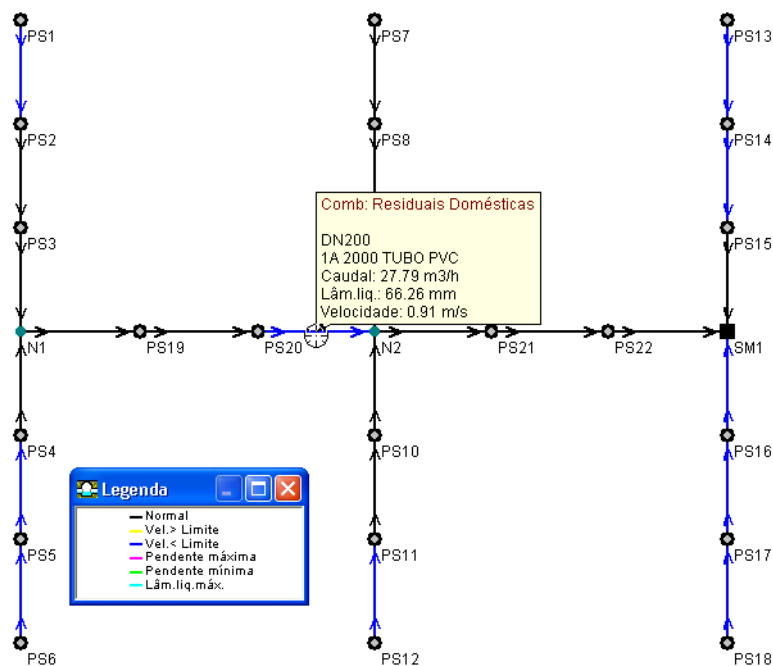 PS1
PS7
PS13
PS2
PS8
PS14
Comb: Residuais Domésticas
DN200
1A 2000 TUBO PVC
Caudal: 27.79 m3/h
Lâm.liq.: 66.26 mm
Velocidade: 0.91 m/s
PS3
PS15
N1
PS19
PS20
N2
PS21
PS22
SM1
PS4
PS10
PS16
Legenda
Normal
Vel.> Limite
Vel.< Limite
Pendente máxima
Pendente mínima
Lâm.liq.máx.
PS5
PS11
PS17
PS6
PS12
PS18